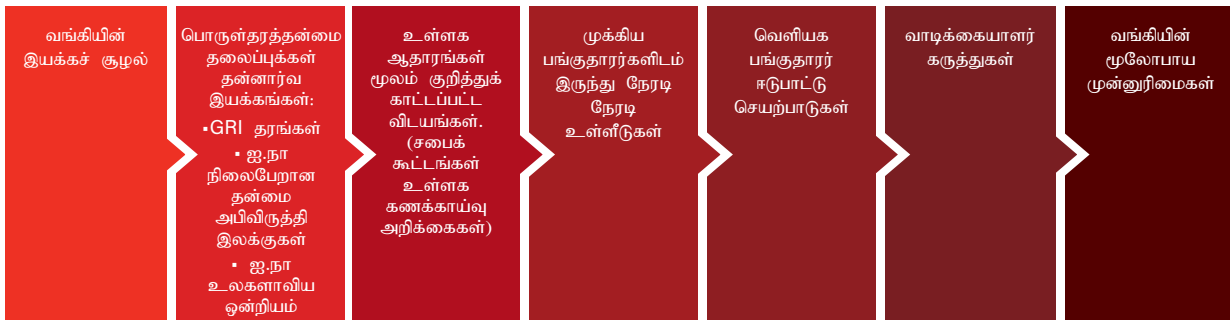 வங்கியின்
இயக்கச் சூழல்
பொருள்தரத்தன்மை
தலைப்புக்கள்
தன்னார்வ
இயக்கங்கள்:
▪GRI தரங்கள்
▪ ஐ.நா
நிலைபேறான
தன்மை
அபிவிருத்தி
இலக்குகள்
▪ ஐ.நா
உலகளாவிய
ஒன்றியம்
உள்ளக
ஆதாரங்கள்
மூலம் குறித்துக்
காட்டப்பட்ட
விடயங்கள்.
(சபைக்
கூட்டங்கள்
உள்ளக
கணக்காய்வு
அறிக்கைகள்)
முக்கிய
பங்குதாரர்களிடம்
இருந்து நேரடி
நேரடி
உள்ளீடுகள்
வெளியக
பங்குதாரர்
ஈடுபாட்டு
செயற்பாடுகள்
வாடிக்கையாளர்
கருத்துகள்
வங்கியின்
மூலோபாய
முன்னுரிமைகள்